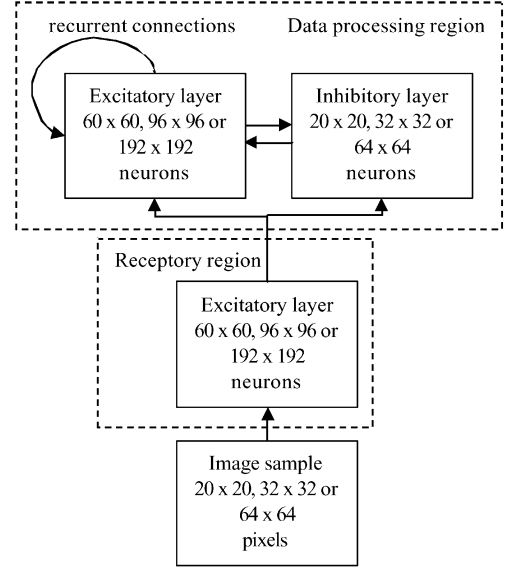 recurrent connections
Data processing region
Excitatory layer
60 x 60, 96 x 96 or
192 x 192
neurons
Inhibitory layer
20 x 20, 32 x 32 or
64 x 64
neurons
Receptory region
Excitatory layer
60 x 60, 96 x 96 or
192 x 192
neurons
Image sample
20 x 20, 32 x 32 or
64 x 64
pixels